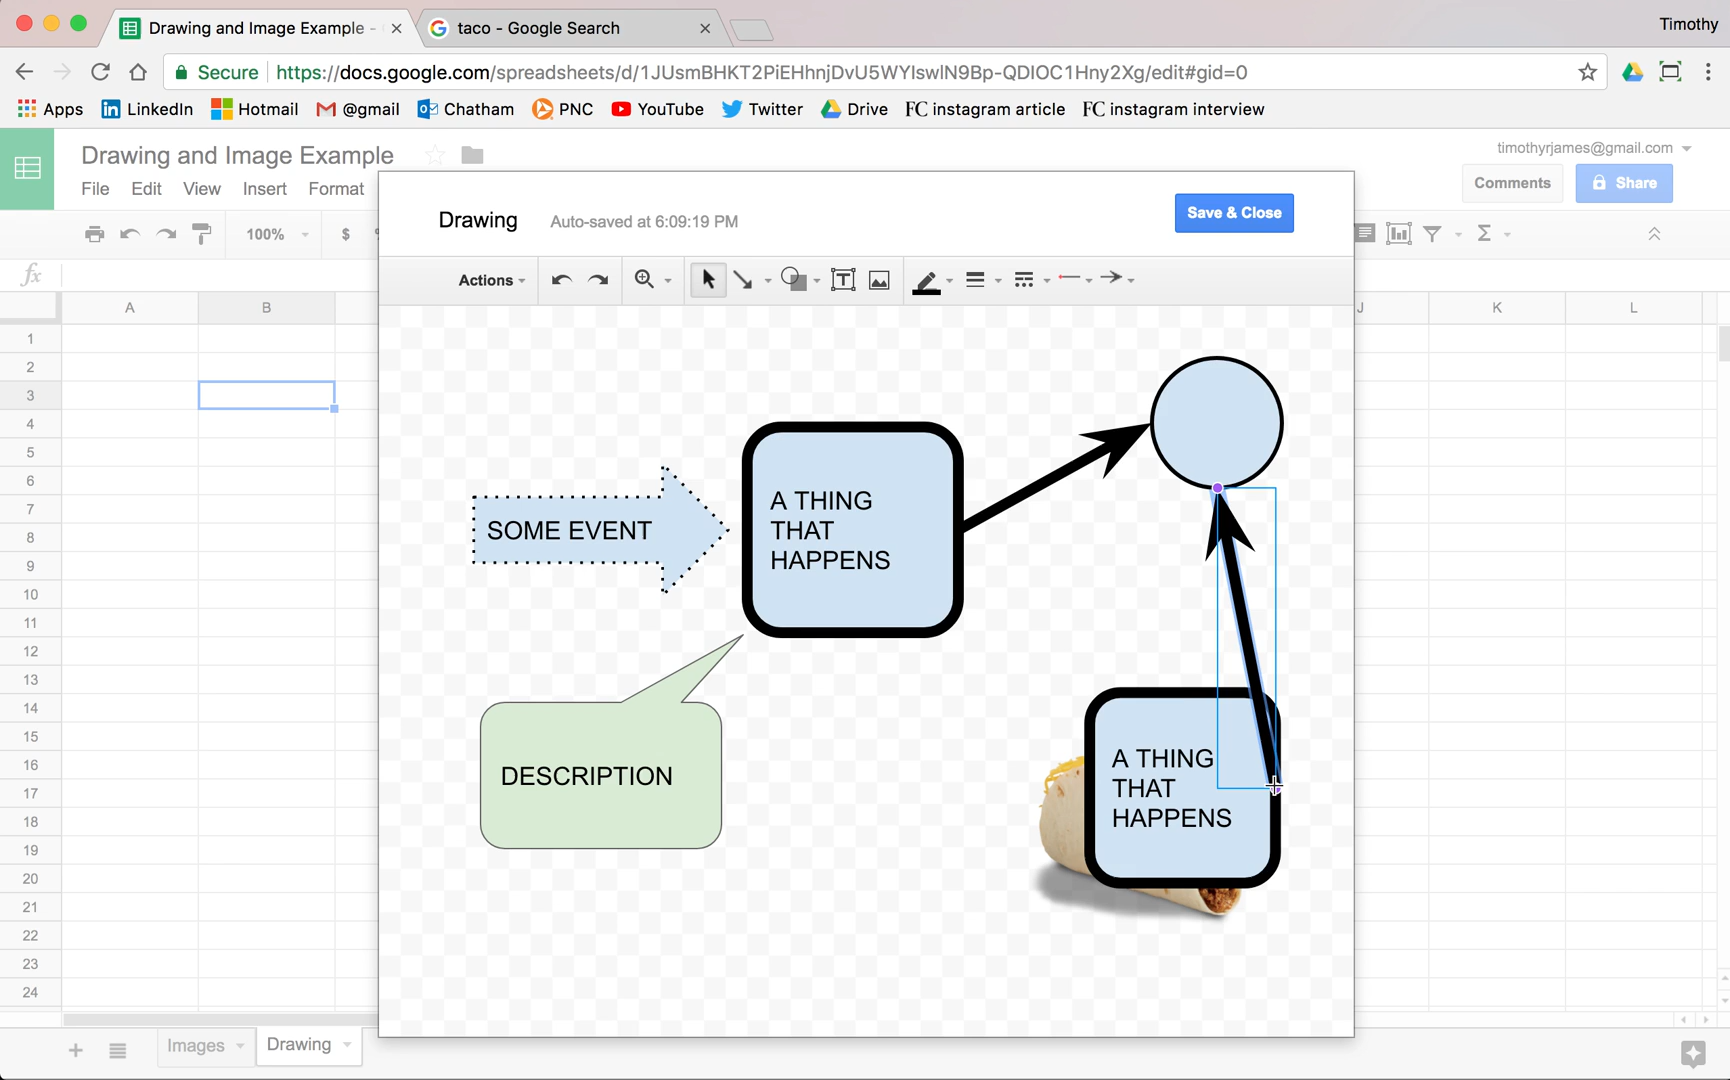 Drawing and Image Example -
taco - Google Search
Timothy
Secure
https://docs.google.com/spreadsheets/d/1JUsmBHKT2PiEHhnjDvU5WYIswlN9Bp-QDIOC1Hny2Xg/edit#gid=0
Apps
LinkedIn
Hotmail
@gmail
Chatham
PNC
YouTube
Twitter
Drive
FC instagram article
FC instagram interview
Drawing and Image Example
timothyrjames@gmail.com
File
Edit
View
Insert
Format
Comments
Share
Drawing
Auto-saved at 6:09:19 PM
Save & Close
100%
$
Actions
fx
A
B
J
K
L
1
2
3
4
5
6
7
8
9
10
11
12
13
14
15
16
17
18
19
20
21
22
23
24
SOME EVENT
A THING
THAT
HAPPENS
DESCRIPTION
A THING
THAT
HAPPENS
Images
Drawing